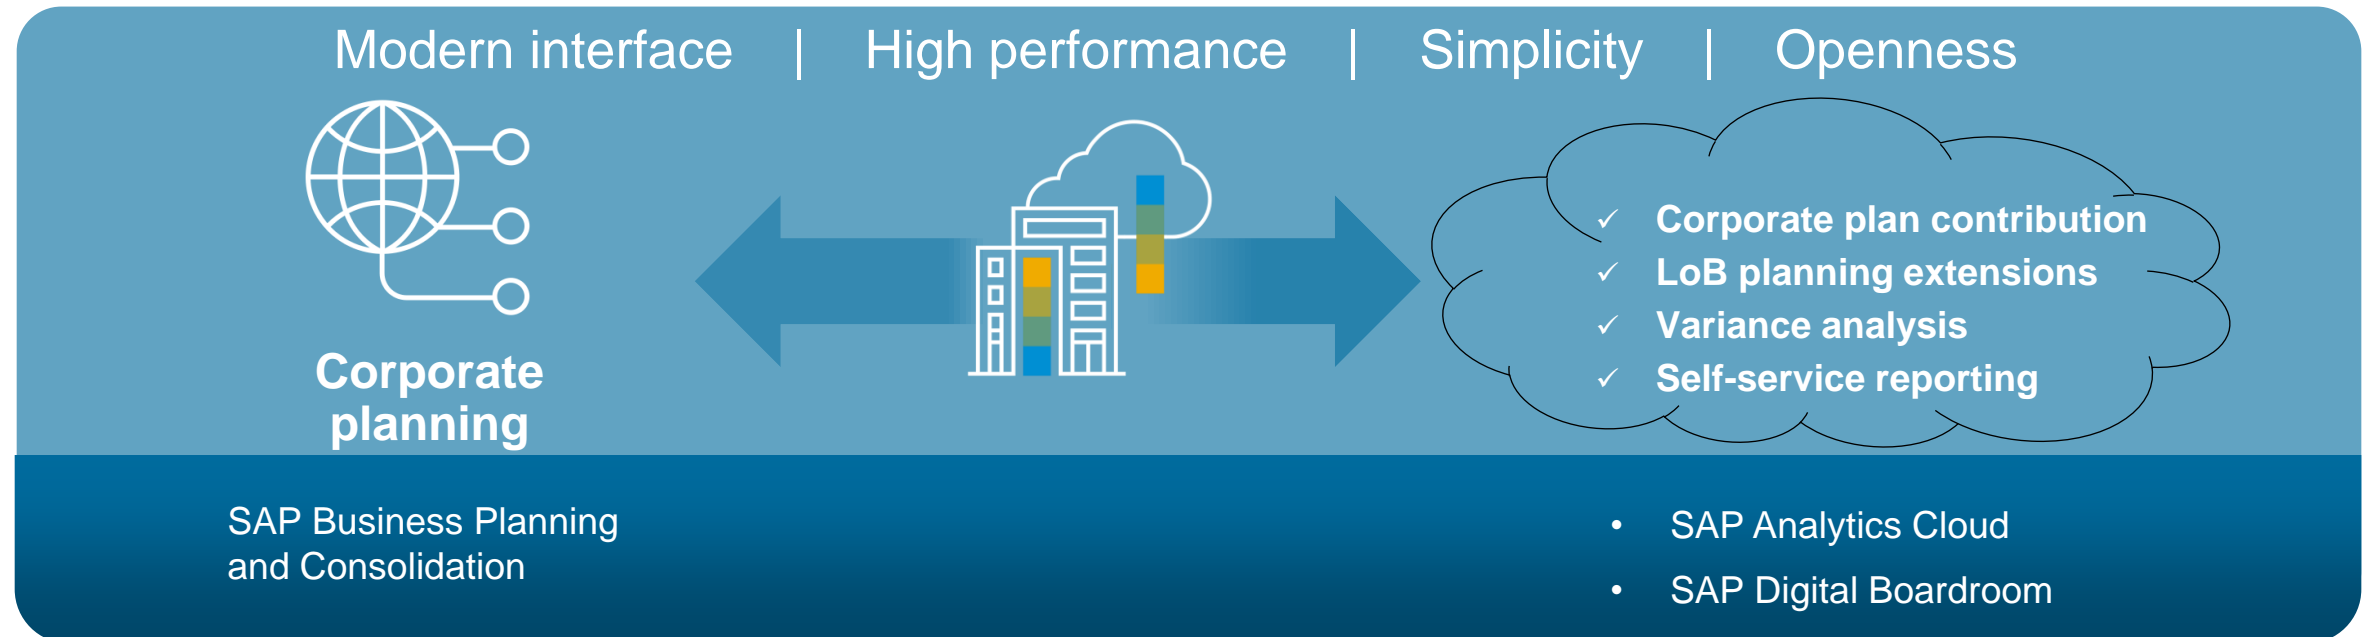 Modern interface | High performance | Simplicity | Openness
Corporate
planning
✓ Corporate plan contribution
✓ LoB planning extensions
✓ Variance analysis
✓ Self-service reporting
SAP Business Planning
and Consolidation
• SAP Analytics Cloud
• SAP Digital Boardroom